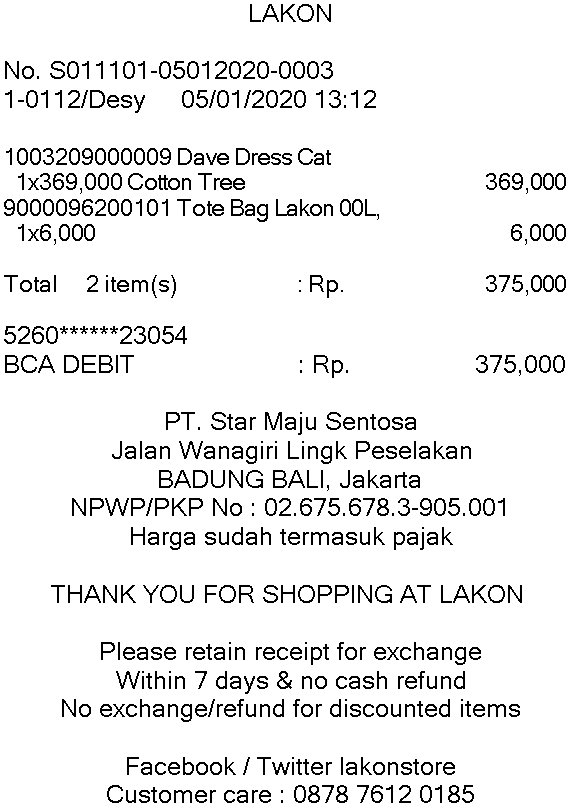 LAKON
No. S011101-05012020-0003
1-0112/Desy 05/01/2020 13:12
1003209000009 Dave Dress Cat
1x369,000 Cotton Tree 369,000
9000096200101 Tote Bag Lakon 00L,
1x6,000 6,000
Total 2 item(s) : Rp. 375,000
5260******23054
BCA DEBIT : Rp. 375,000
PT. Star Maju Sentosa
Jalan Wanagiri Lingk Peselakan
BADUNG BALI, Jakarta
NPWP/PKP No : 02.675.678.3-905.001
Harga sudah termasuk pajak
THANK YOU FOR SHOPPING AT LAKON
Please retain receipt for exchange
Within 7 days & no cash refund
No exchange/refund for discounted items
Facebook / Twitter lakonstore
Customer care : 0878 7612 0185